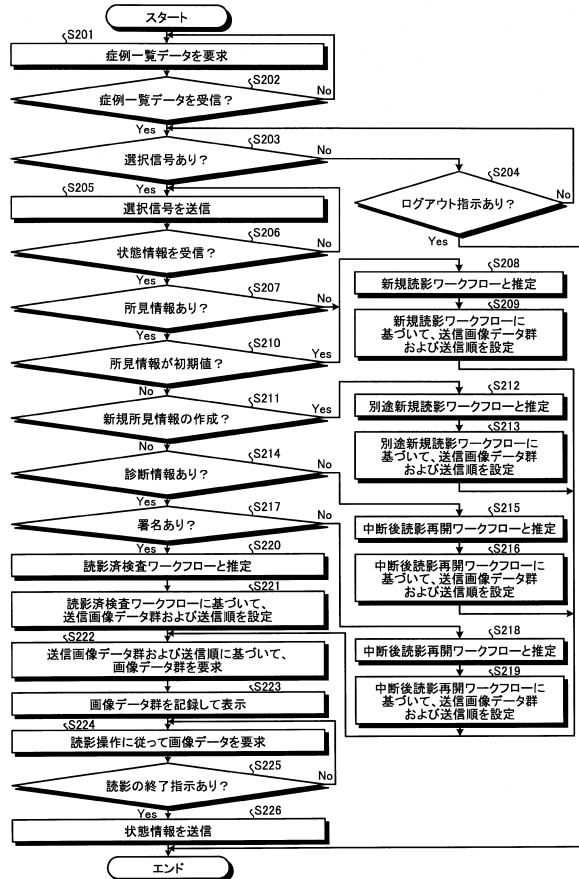 スタート
S201
症例一覧データを要求
S202
症例一覧データを受信？
No
Yes
S203
選択信号あり？
No
S204
ログアウト指示あり？
No
Yes
Yes
S205
選択信号を送信
S206
状態情報を受信？
No
Yes
S207
所見情報あり？
No
S208
新規読影ワークフローと推定
S209
新規読影ワークフローに
基づいて、送信画像データ群
および送信順を設定
Yes
S210
所見情報が初期値？
Yes
No
S211
新規所見情報の作成？
Yes
S212
別途新規読影ワークフローと推定
S213
別途新規読影ワークフローに
基づいて、送信画像データ群
および送信順を設定
No
S214
診断情報あり？
No
S215
中断後読影再開ワークフローと推定
S216
中断後読影再開ワークフローに
基づいて、送信画像データ群
および送信順を設定
Yes
S217
署名あり？
No
S218
中断後読影再開ワークフローと推定
S219
中断後読影再開ワークフローに
基づいて、送信画像データ群
および送信順を設定
Yes
S220
読影済検査ワークフローと推定
S221
読影済検査ワークフローに基づいて、
送信画像データ群および送信順を設定
S222
送信画像データ群および送信順に基づいて、
画像データ群を要求
S223
画像データ群を記録して表示
S224
読影操作に従って画像データを要求
S225
読影の終了指示あり？
No
Yes
S226
状態情報を送信
エンド